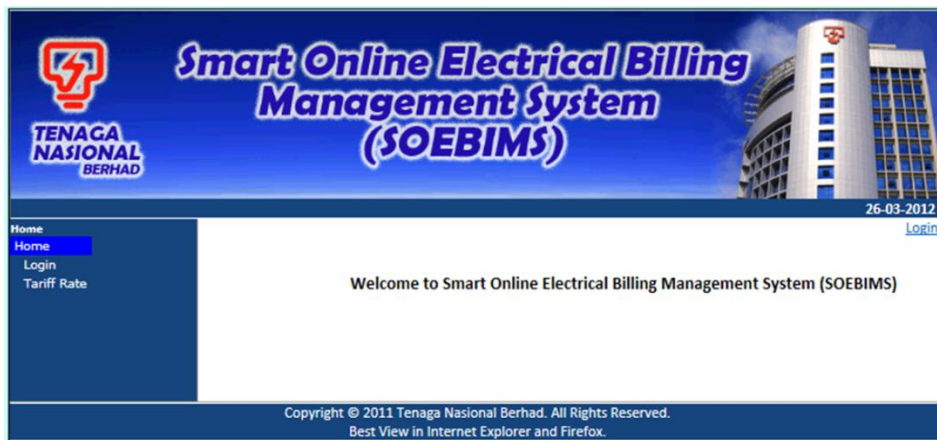 TENAGA
NASIONAL
BERHAD
Smart Online Electrical Billing
Management System
(SOEBIMS)
26-03-2012
Home
Login
Home
Login
Tariff Rate
Welcome to Smart Online Electrical Billing Management System (SOEBIMS)
Copyright © 2011 Tenaga Nasional Berhad. All Rights Reserved.
Best View in Internet Explorer and Firefox.